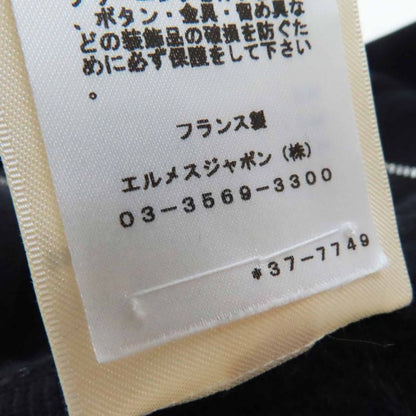 、ボタン・金具・留め具な
どの装飾品の破損を防ぐた
めに必ず保護をして下さい
。
フランス製
エルメスジャポン(株)
03-3569-3300
*37-7749